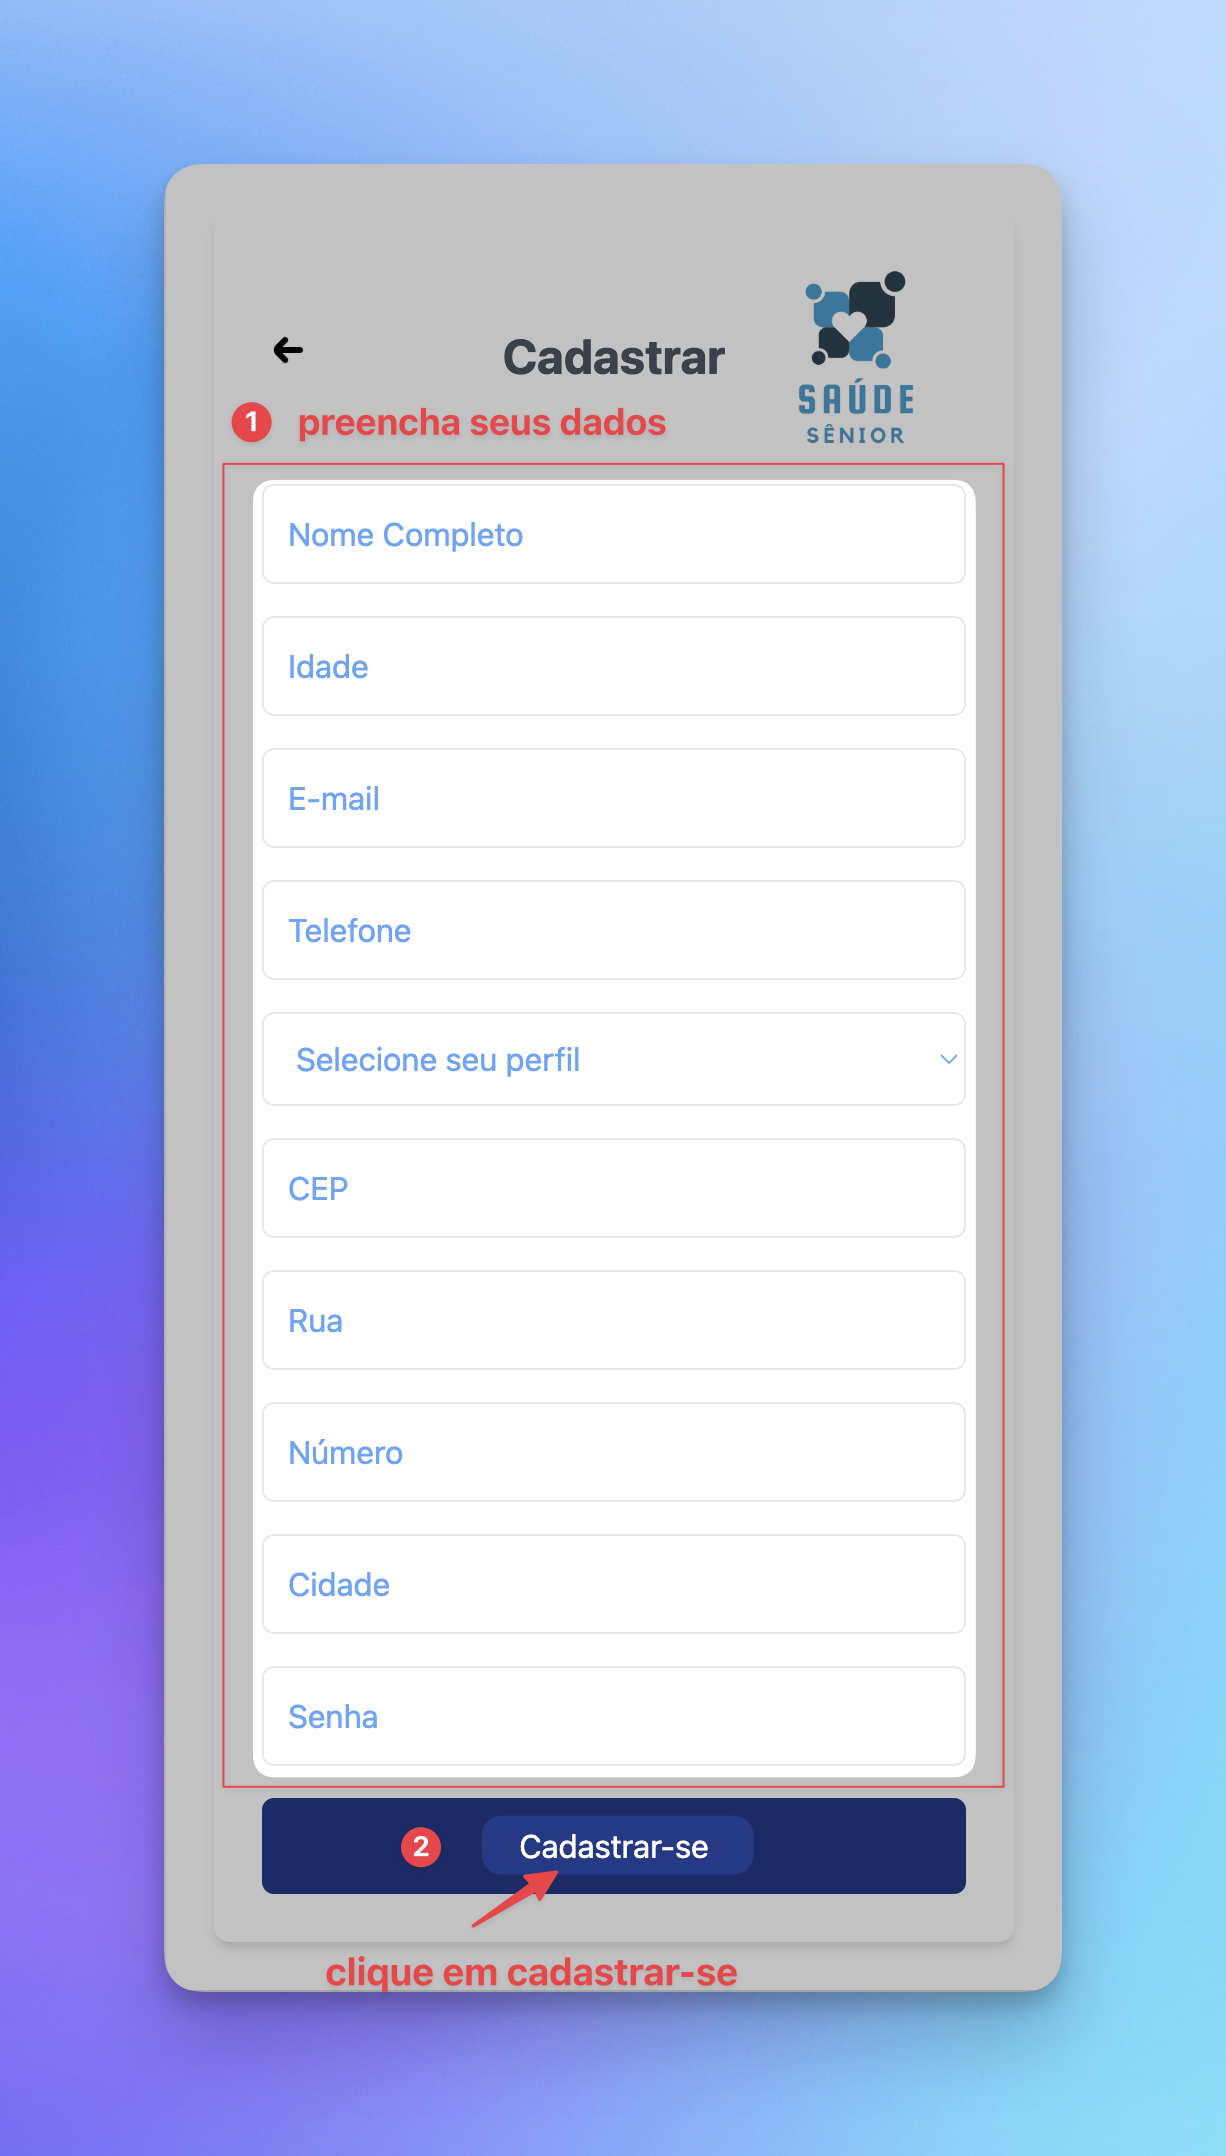 Cadastrar
SAÚDE
SÊNIOR
1 preencha seus dados
Nome Completo
Idade
E-mail
Telefone
Selecione seu perfil
CEP
Rua
Número
Cidade
Senha
2 Cadastrar-se
clique em cadastrar-se